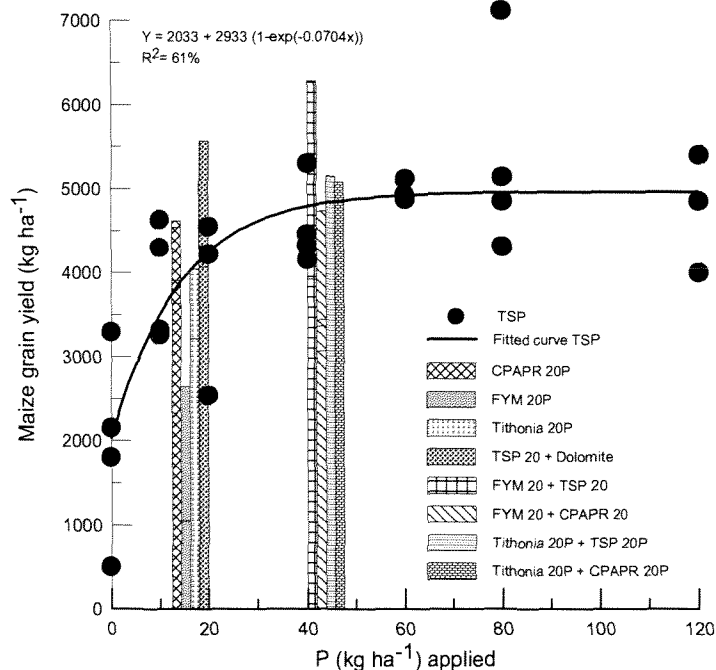 Y = 2033 + 2933 (1-exp(-0.0704x))
R²= 61%
Maize grain yield (kg ha⁻¹)
7000
6000
5000
4000
3000
2000
1000
0
TSP
Fitted curve TSP
CPAPR 20P
FYM 20P
Tithonia 20P
TSP 20 + Dolomite
FYM 20 + TSP 20
FYM 20 + CPAPR 20
Tithonia 20P + TSP 20P
Tithonia 20P + CPAPR 20P
0 20 40 60 80 100 120
P (kg ha⁻¹) applied